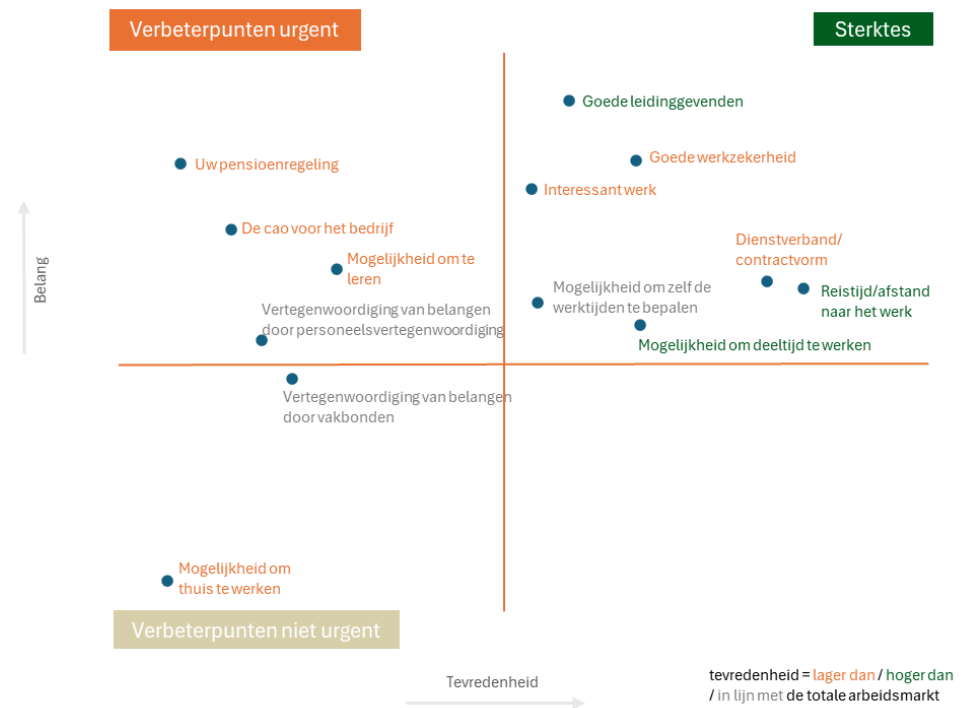 Verbeterpunten urgent
Sterktes
Goede leidinggevenden
Uw pensioenregeling
Goede werkzekerheid
Interessant werk
De cao voor het bedrijf
Mogelijkheid om te
leren
Dienstverband/
contractvorm
Mogelijkheid om zelf de
werktijden te bepalen
Reistijd/afstand
naar het werk
Vertegenwoordiging van belangen
door personeelsvertegenwoordiging
Mogelijkheid om deeltijd te werken
Belang
Vertegenwoordiging van belangen
door vakbonden
Mogelijkheid om
thuis te werken
Verbeterpunten niet urgent
Tevredenheid
tevredenheid = lager dan / hoger dan
/ in lijn met de totale arbeidsmarkt